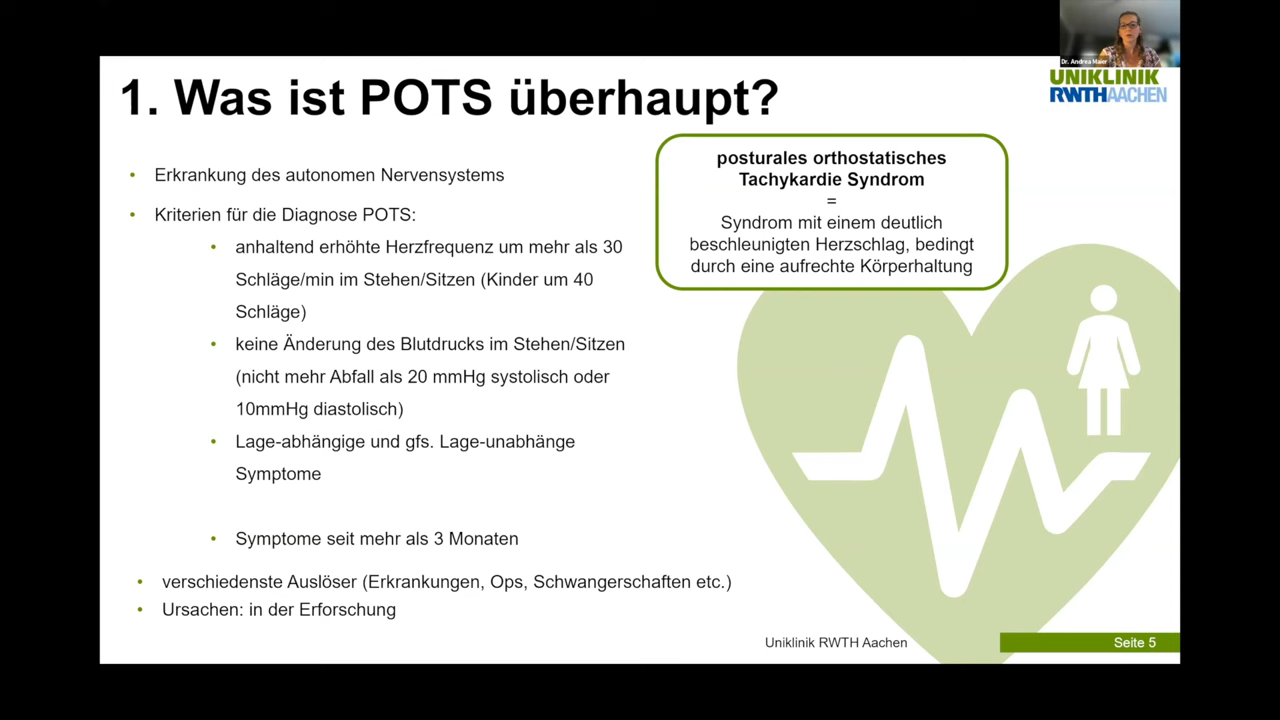 Dr. Andrea Maier
UNIKLINIK
RWTHAACHEN
1. Was ist POTS überhaupt?
posturales orthostatisches
Tachykardie Syndrom
=
Syndrom mit einem deutlich
beschleunigten Herzschlag, bedingt
durch eine aufrechte Körperhaltung
• Erkrankung des autonomen Nervensystems
• Kriterien für die Diagnose POTS:
• anhaltend erhöhte Herzfrequenz um mehr als 30
Schläge/min im Stehen/Sitzen (Kinder um 40
Schläge)
• keine Änderung des Blutdrucks im Stehen/Sitzen
(nicht mehr Abfall als 20 mmHg systolisch oder
10mmHg diastolisch)
• Lage-abhängige und gfs. Lage-unabhänge
Symptome
• Symptome seit mehr als 3 Monaten
• verschiedenste Auslöser (Erkrankungen, Ops, Schwangerschaften etc.)
• Ursachen: in der Erforschung
Uniklinik RWTH Aachen
Seite 5